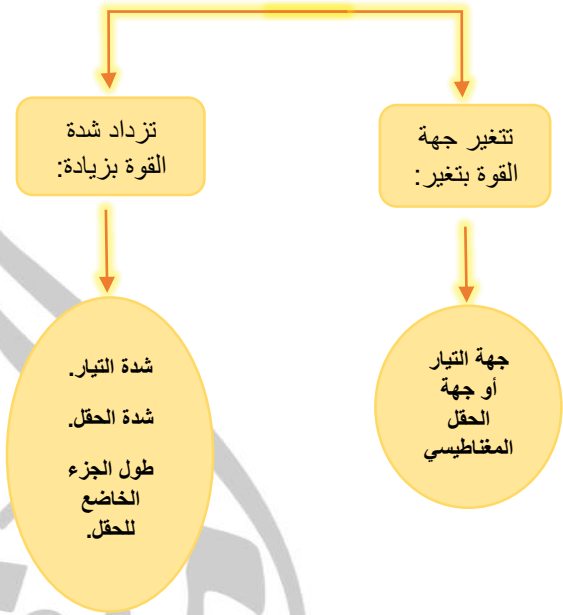 تتغير جهة
القوة بتغير:
تزداد شدة
القوة بزيادة:
جهة التيار
أو جهة
الحقل
المغناطيسي
شدة التيار.
شدة الحقل.
طول الجزء
الخاضع
للحقل.